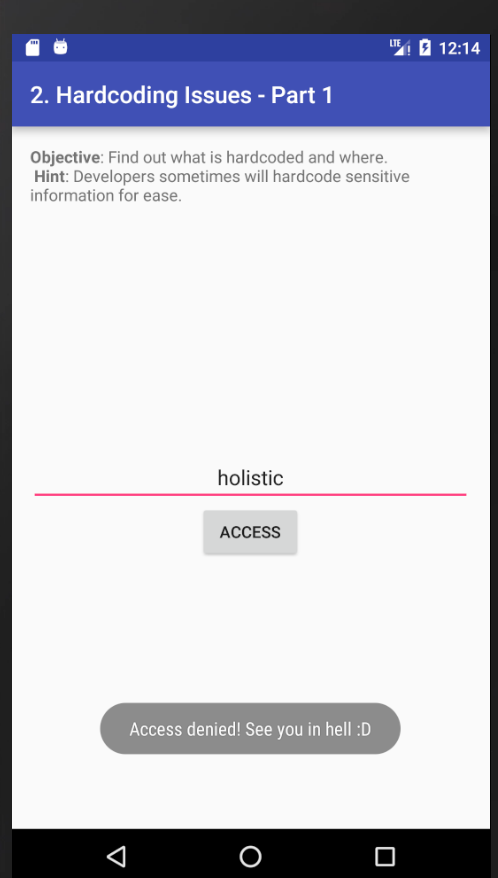 LTE 12:14
2. Hardcoding Issues - Part 1
Objective: Find out what is hardcoded and where.
Hint: Developers sometimes will hardcode sensitive
information for ease.
holistic
ACCESS
Access denied! See you in hell :D